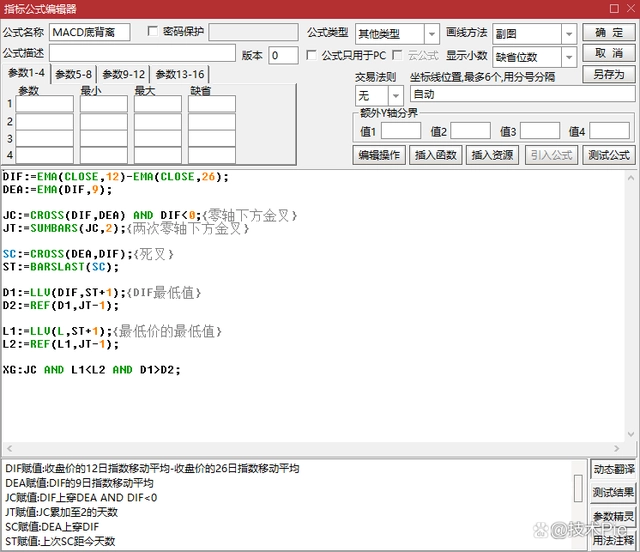 指标公式编辑器
公式名称 MACD底背离 密码保护 公式类型 其他类型 画线方法 副图 确 定
公式描述 版本 0 公式只用于PC 云公式 显示小数 缺省位数 取 消
参数1-4 参数5-8 参数9-12 参数13-16 交易法则 坐标线位置,最多6个,用分号分隔 另存为
参数 最小 最大 缺省 无 自动
额外Y轴分界
1 值1 值2 值3 值4
2
3 编辑操作 插入函数 插入资源 引入公式 测试公式
4
DIF:=EMA(CLOSE,12)-EMA(CLOSE,26);
DEA:=EMA(DIF,9);
JC:=CROSS(DIF,DEA) AND DIF<0;{零轴下方金叉}
JT:=SUMBARS(JC,2);{两次零轴下方金叉}
SC:=CROSS(DEA,DIF);{死叉}
ST:=BARSLAST(SC);
D1:=LLV(DIF,ST+1);{DIF最低值}
D2:=REF(D1,JT-1);
L1:=LLV(L,ST+1);{最低价的最低值}
L2:=REF(L1,JT-1);
XG:JC AND L1<L2 AND D1>D2;
DIF赋值:收盘价的12日指数移动平均-收盘价的26日指数移动平均
DEA赋值:DIF的9日指数移动平均
JC赋值:DIF上穿DEA AND DIF<0
JT赋值:JC累加至2的天数
SC赋值:DEA上穿DIF
ST赋值:上次SC距今天数
动态翻译
测试结果
参数精灵
用法注释
@技术Pie